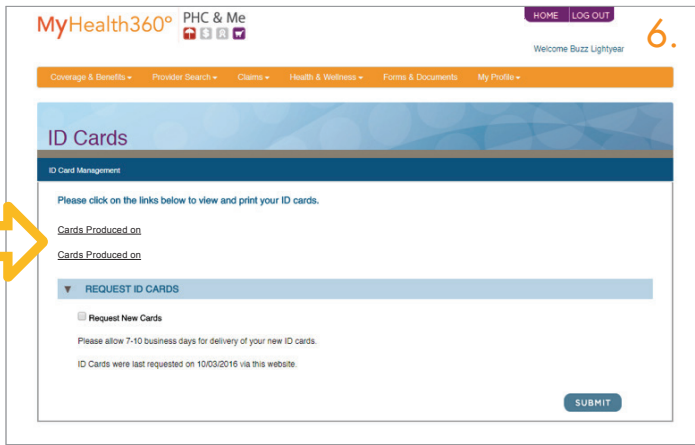 MyHealth360° PHC & Me
HOME LOG OUT
6.
Welcome Buzz Lightyear
Coverage & Benefits Provider Search Claims Health & Wellness Forms & Documents My Profile
ID Cards
ID Card Management
Please click on the links below to view and print your ID cards.
Cards Produced on
Cards Produced on
REQUEST ID CARDS
Request New Cards
Please allow 7-10 business days for delivery of your new ID cards.
ID Cards were last requested on 10/03/2016 via this website.
SUBMIT